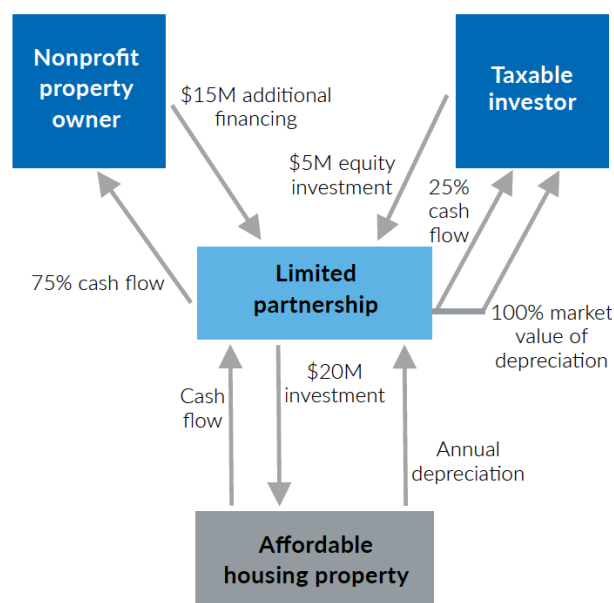 Nonprofit
property
owner
$15M additional
financing
Taxable
investor
$5M equity
investment
25%
cash
flow
75% cash flow
Limited
partnership
100% market
value of
depreciation
Cash
flow
$20M
investment
Annual
depreciation
Affordable
housing property